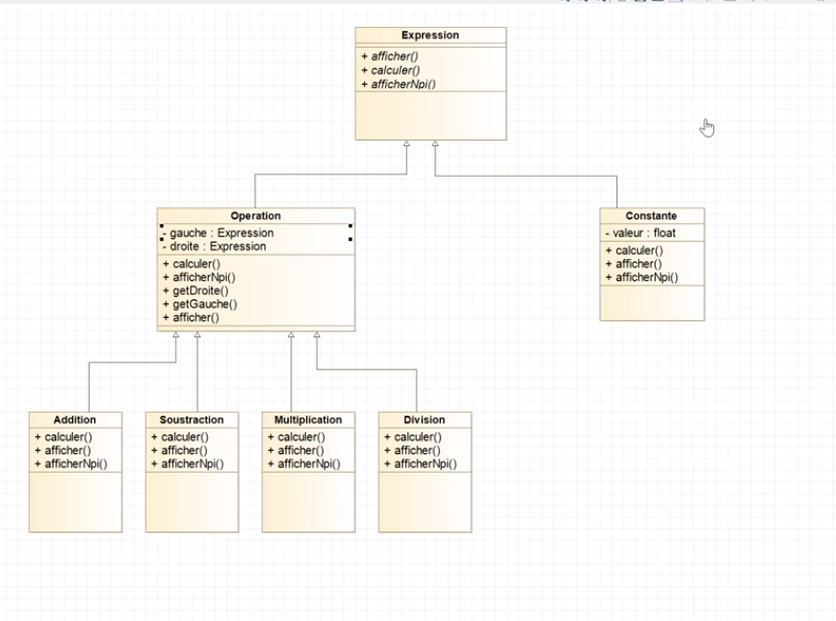 Expression
+ afficher()
+ calculer()
+ afficherNpi()
Operation
- gauche : Expression
- droite : Expression
+ calculer()
+ afficherNpi()
+ getDroite()
+ getGauche()
+ afficher()
Constante
- valeur : float
+ calculer()
+ afficher()
+ afficherNpi()
Addition
+ calculer()
+ afficher()
+ afficherNpi()
Soustraction
+ calculer()
+ afficher()
+ afficherNpi()
Multiplication
+ calculer()
+ afficher()
+ afficherNpi()
Division
+ calculer()
+ afficher()
+ afficherNpi()